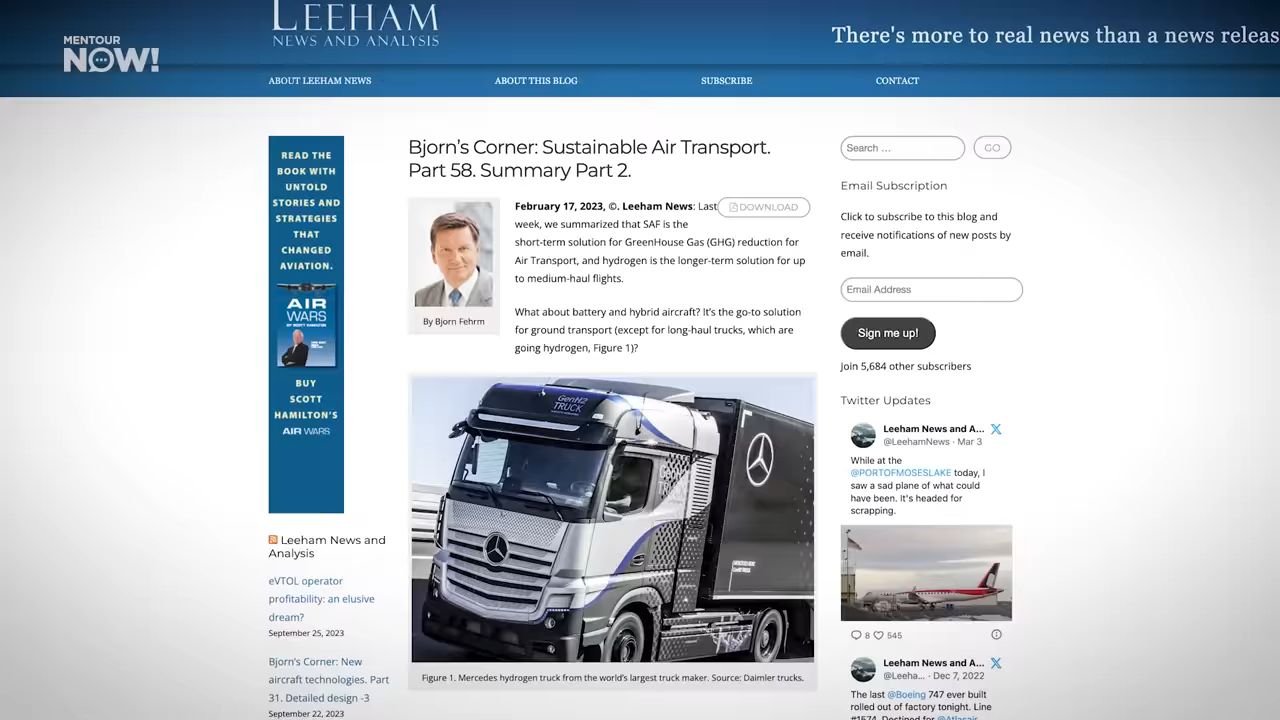 MENTOUR
NOW!
LEEHAM
NEWS AND ANALYSIS
There's more to real news than a news releas
ABOUT LEEHAM NEWS
ABOUT THIS BLOG
SUBSCRIBE
CONTACT
READ THE
BOOK WITH
UNTOLD
STORIES AND
STRATEGIES
THAT
CHANGED
AVIATION.
AIR
WARS
BY SCOTT HAMILTON
BUY
SCOTT
HAMILTON'S
AIR WARS
Leeham News and
Analysis
eVTOL operator
profitability: an elusive
dream?
September 25, 2023
Bjorn's Corner: New
aircraft technologies. Part
31. Detailed design -3
September 22, 2023
Bjorn's Corner: Sustainable Air Transport.
Part 58. Summary Part 2.
By Bjorn Fehrm
February 17, 2023, ©. Leeham News: Last
DOWNLOAD
week, we summarized that SAF is the
short-term solution for GreenHouse Gas (GHG) reduction for
Air Transport, and hydrogen is the longer-term solution for up
to medium-haul flights.
What about battery and hybrid aircraft? It's the go-to solution
for ground transport (except for long-haul trucks, which are
going hydrogen, Figure 1)?
GenH2
TRUCK
Figure 1. Mercedes hydrogen truck from the world's largest truck maker. Source: Daimler trucks.
Search …
GO
Email Subscription
Click to subscribe to this blog and
receive notifications of new posts by
email.
Email Address
Sign me up!
Join 5,684 other subscribers
Twitter Updates
Leeham News and A...
@LeehamNews · Mar 3
While at the
@PORTOFMOSESLAKE today, I
saw a sad plane of what could
have been. It's headed for
scrapping.
8 545
Leeham News and A...
@Leeha... · Dec 7, 2022
The last @Boeing 747 ever built
rolled out of factory tonight. Line
#1574. Destined for @Atlasair